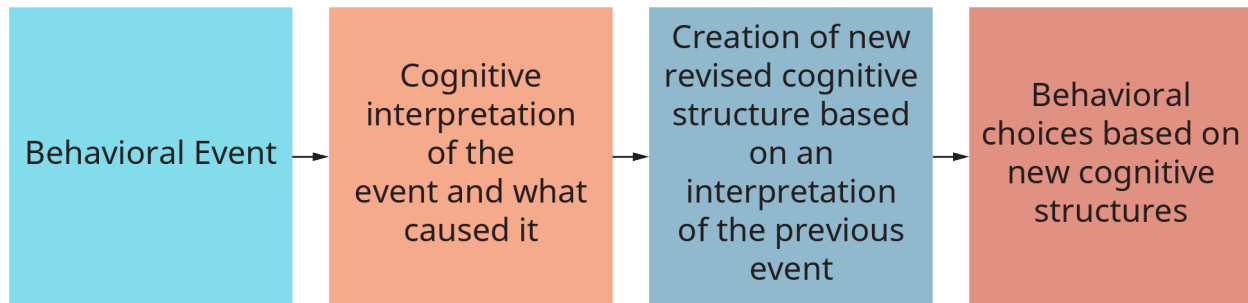 Behavioral Event
Cognitive
interpretation
of the
event and what
caused it
Creation of new
revised cognitive
structure based
on an
interpretation
of the previous
event
Behavioral
choices based on
new cognitive
structures